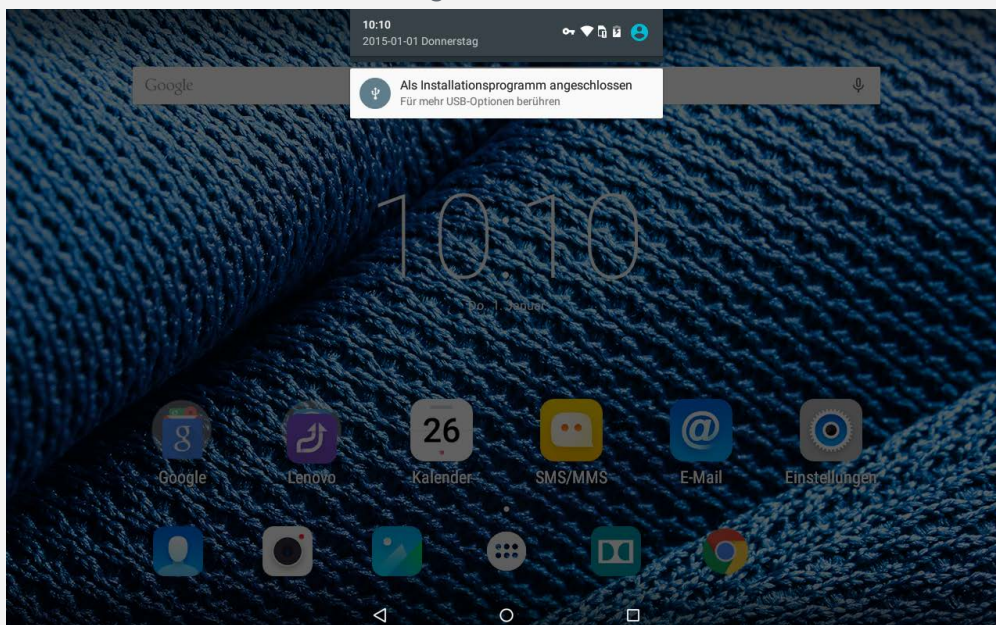 10:10
2015-01-01 Donnerstag
Google
Als Installationsprogramm angeschlossen
Für mehr USB-Optionen berühren
10:10
Do., 1. Januar
26
Google
Lenovo
Kalender
SMS/MMS
E-Mail
Einstellungen